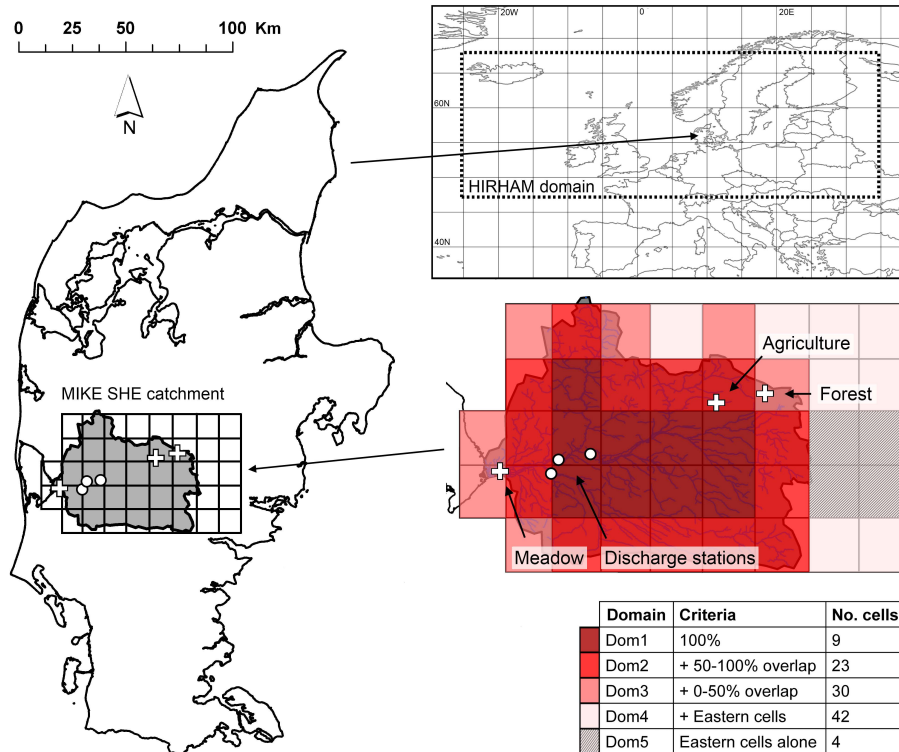 0 25 50 100 Km
N
20W 0 20E
60N
HIRHAM domain
40N
MIKE SHE catchment
Agriculture
Forest
Meadow
Discharge stations
Domain Criteria No. cells
Dom1 100% 9
Dom2 + 50-100% overlap 23
Dom3 + 0-50% overlap 30
Dom4 + Eastern cells 42
Dom5 Eastern cells alone 4